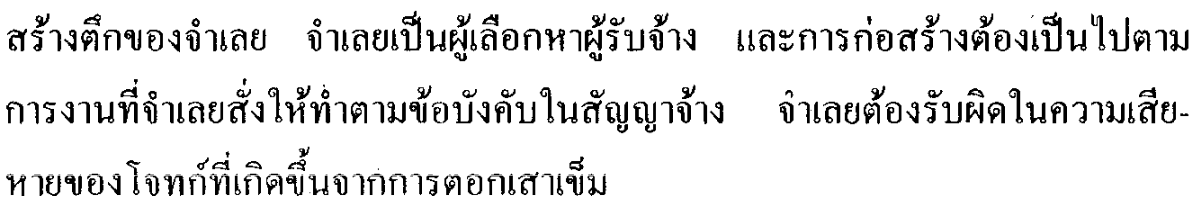 สร้างตึกของจำเลย จำเลยเป็นผู้เลือกหาผู้รับจ้าง และการก่อสร้างต้องเป็นไปตาม
การงานที่จำเลยสั่งให้ทำตามข้อบังคับในสัญญาจ้าง จำเลยต้องรับผิดในความเสีย-
หายของโจทก์ที่เกิดขึ้นจากการตอกเสาเข็ม